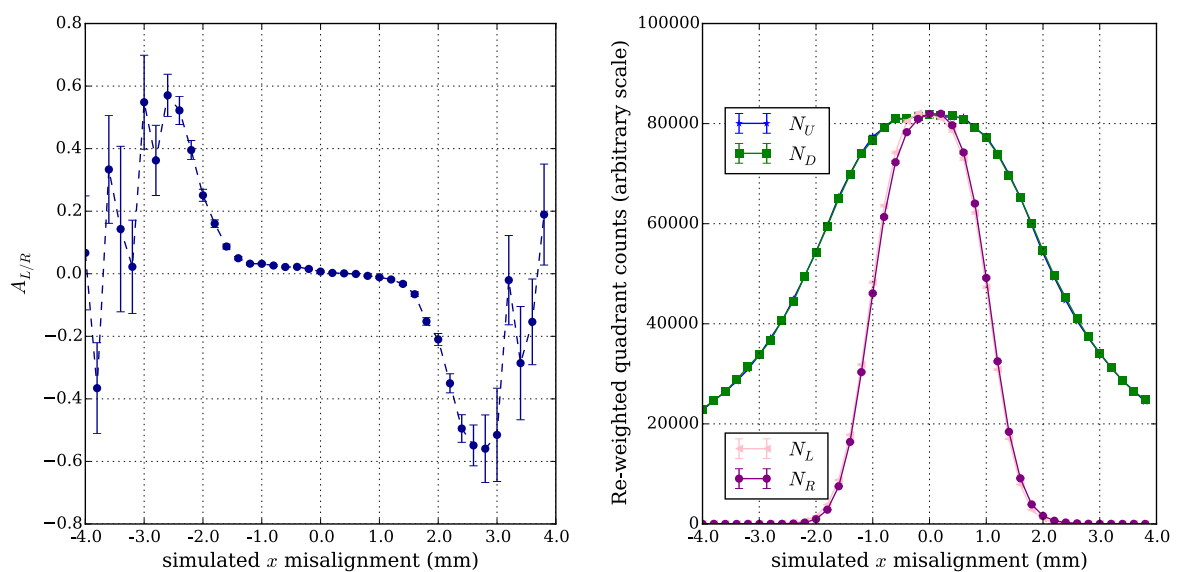 0.8
0.6
0.4
0.2
0.0
−0.2
−0.4
−0.6
−0.8
A_{L/R}
-4.0 -3.0 -2.0 -1.0 0.0 1.0 2.0 3.0 4.0
simulated x misalignment (mm)
100000
80000
60000
40000
20000
0
Re-weighted quadrant counts (arbitrary scale)
N_U
N_D
N_L
N_R
-4.0 -3.0 -2.0 -1.0 0.0 1.0 2.0 3.0 4.0
simulated x misalignment (mm)